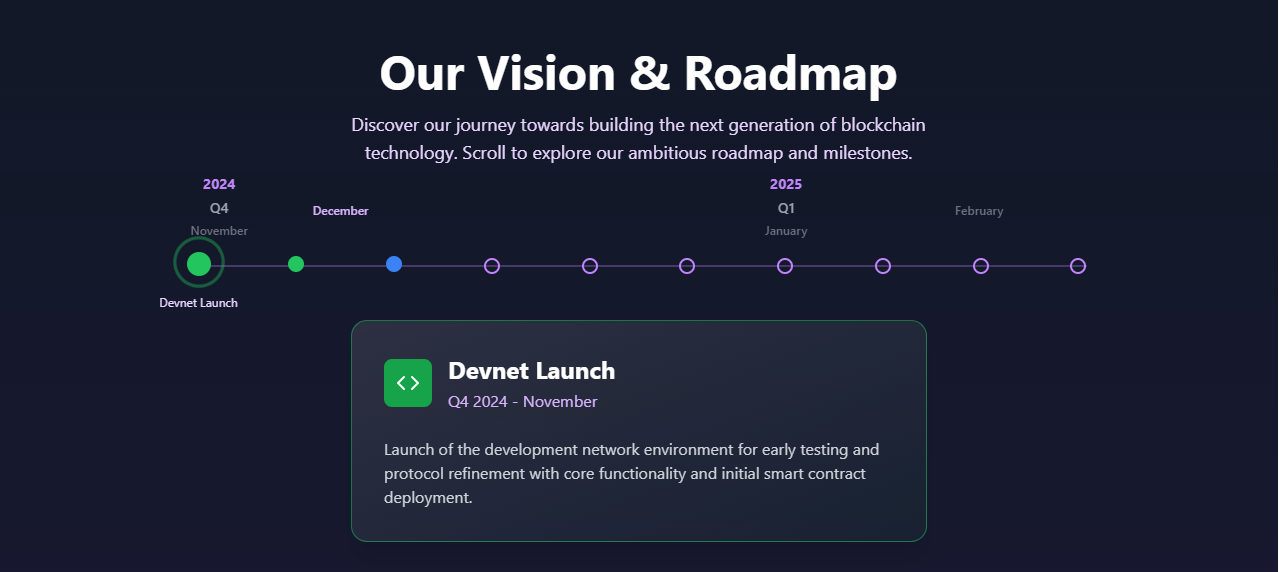 Our Vision & Roadmap
Discover our journey towards building the next generation of blockchain
technology. Scroll to explore our ambitious roadmap and milestones.
2024
2025
Q4
December
Q1
February
November
January
Devnet Launch
Devnet Launch
Q4 2024 - November
Launch of the development network environment for early testing and
protocol refinement with core functionality and initial smart contract
deployment.